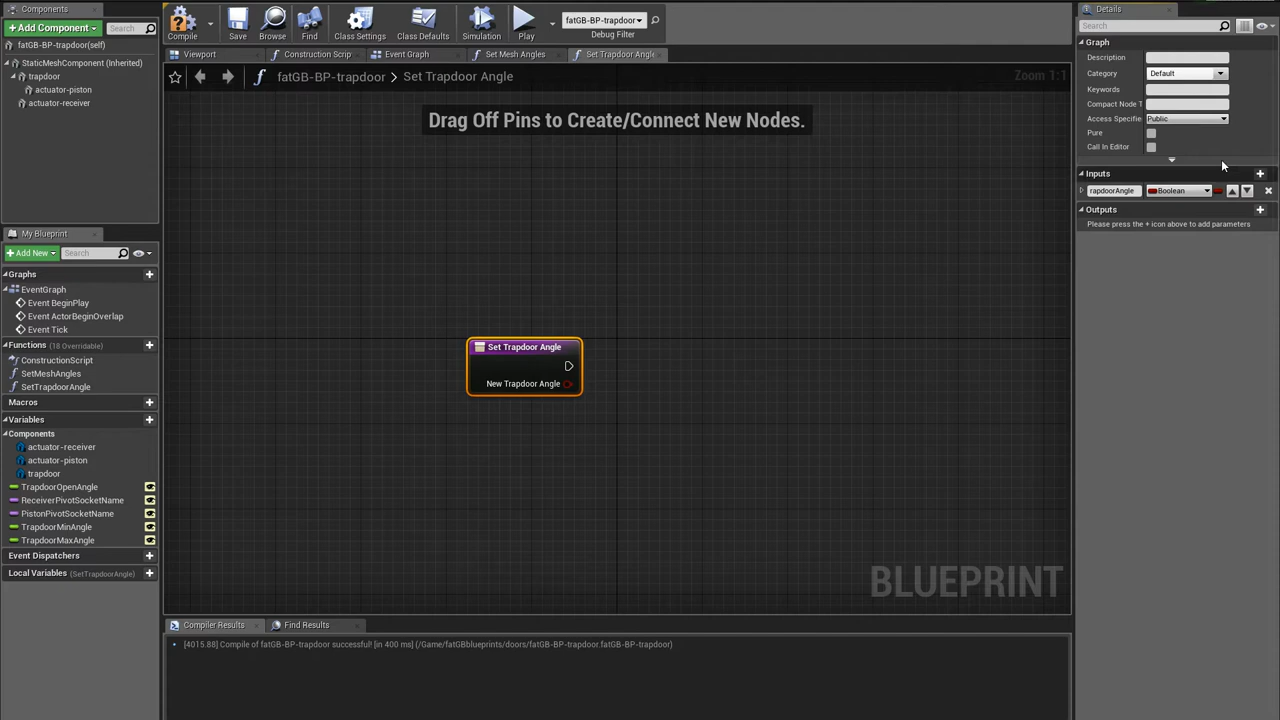 Components
Add Component
Search
fatGB-BP-trapdoor(self)
StaticMeshComponent (Inherited)
trapdoor
actuator-piston
actuator-receiver
My Blueprint
Add New
Search
Graphs
EventGraph
Event BeginPlay
Event ActorBeginOverlap
Event Tick
Functions (18 Overridable)
ConstructionScript
SetMeshAngles
SetTrapdoorAngle
Macros
Variables
Components
actuator-receiver
actuator-piston
trapdoor
TrapdoorOpenAngle
ReceiverPivotSocketName
PistonPivotSocketName
TrapdoorMinAngle
TrapdoorMaxAngle
Event Dispatchers
Local Variables (SetTrapdoorAngle)
Compile
Save
Browse
Find
Class Settings
Class Defaults
Simulation
Play
fatGB-BP-trapdoor
Debug Filter
Viewport
Construction Scrip
Event Graph
Set Mesh Angles
Set Trapdoor Angle
fatGB-BP-trapdoor > Set Trapdoor Angle
Zoom 1:1
Drag Off Pins to Create/Connect New Nodes.
Set Trapdoor Angle
New Trapdoor Angle
BLUEPRINT
Compiler Results
Find Results
[4015.88] Compile of fatGB-BP-trapdoor successful! [in 400 ms] (/Game/fatGBblueprints/doors/fatGB-BP-trapdoor.fatGB-BP-trapdoor)
Details
Search
Graph
Description
Category
Default
Keywords
Compact Node T
Access Specifie
Public
Pure
Call In Editor
Inputs
rapdoorAngle
Boolean
Outputs
Please press the + icon above to add parameters